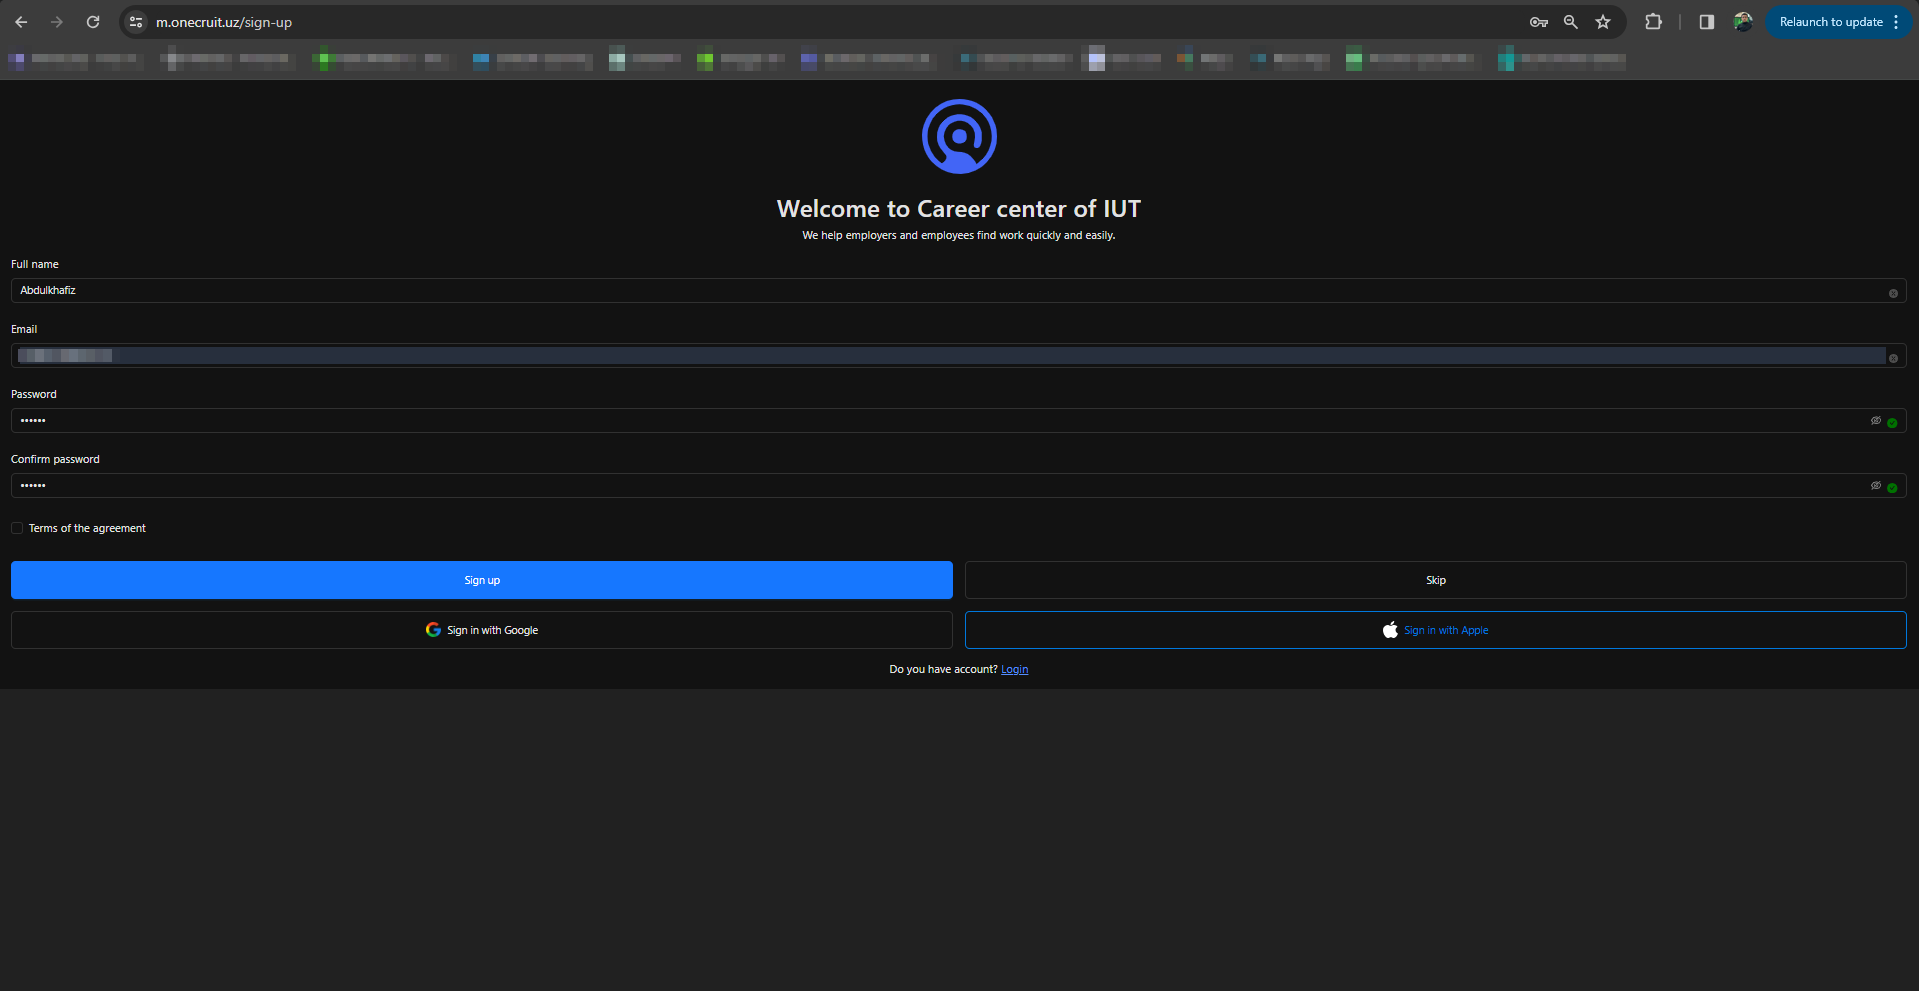 m.onecruit.uz/sign-up
Relaunch to update
Welcome to Career center of IUT
We help employers and employees find work quickly and easily.
Full name
Abdulkhafiz
Email
Password
••••••
Confirm password
••••••
Terms of the agreement
Sign up
Skip
Sign in with Google
Sign in with Apple
Do you have account? Login